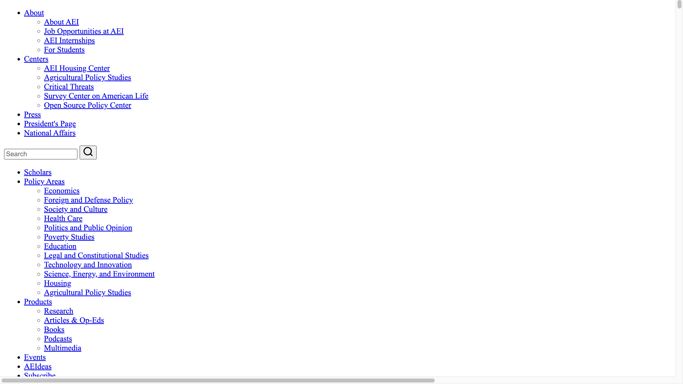 About
About AEI
Job Opportunities at AEI
AEI Internships
For Students
Centers
AEI Housing Center
Agricultural Policy Studies
Critical Threats
Survey Center on American Life
Open Source Policy Center
Press
President's Page
National Affairs
Search
Scholars
Policy Areas
Economics
Foreign and Defense Policy
Society and Culture
Health Care
Politics and Public Opinion
Poverty Studies
Education
Legal and Constitutional Studies
Technology and Innovation
Science, Energy, and Environment
Housing
Agricultural Policy Studies
Products
Research
Articles & Op-Eds
Books
Podcasts
Multimedia
Events
AEIdeas
Subscribe